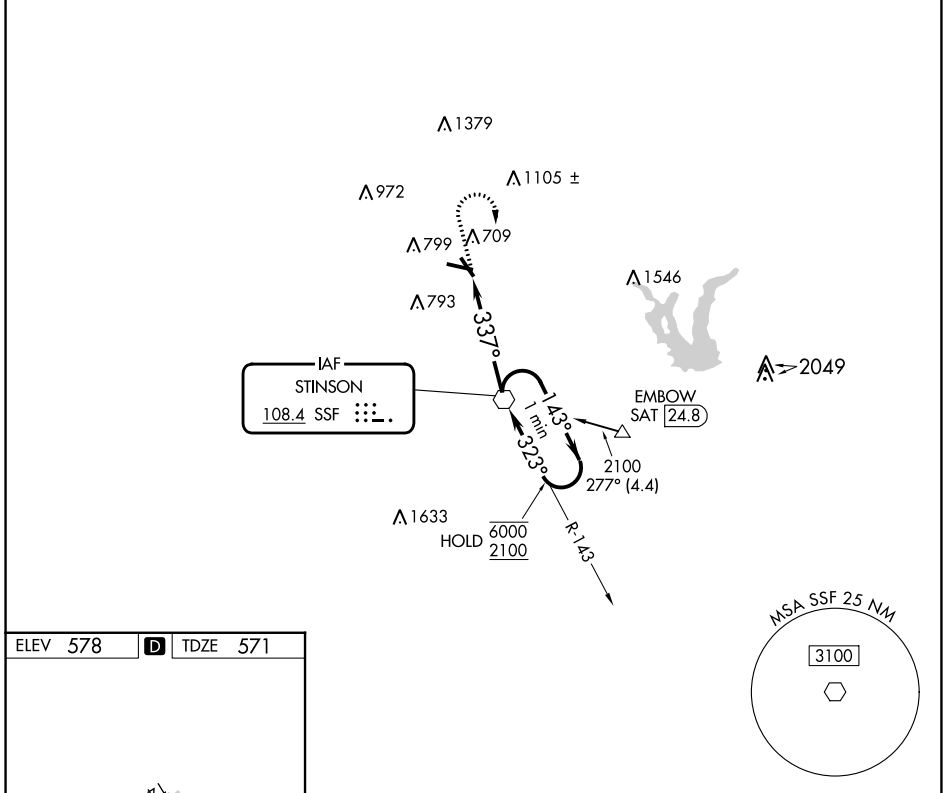 1379
1105 ±
972
799
709
1546
793
337°
2049
IAF
STINSON
108.4 SSF
EMBOW
SAT 24.8
143°
1 min
323°
2100
277° (4.4)
1633
HOLD 6000
2100
R-143
MSA SSF 25 NM
3100
ELEV 578 D TDZE 571